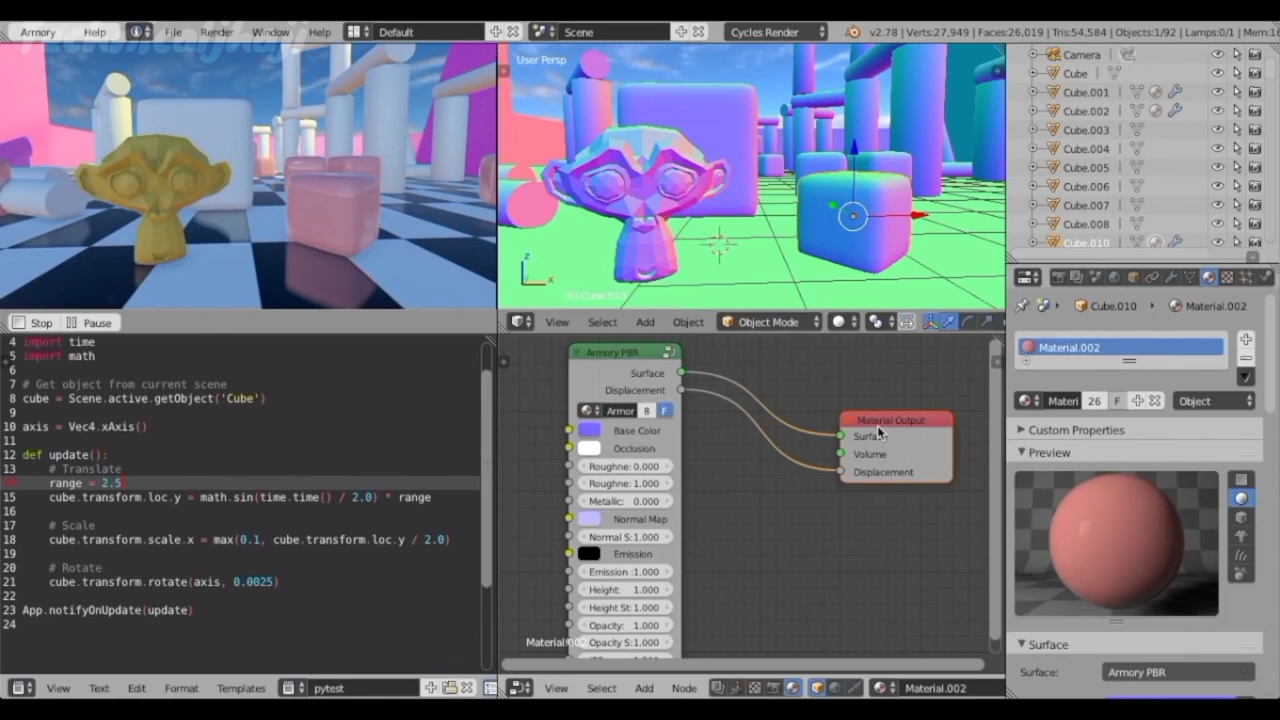 Armory Help File Render Window Help Default Scene Cycles Render v2.78 | Verts:27,949 | Faces:26,019 | Tris:54,584 | Objects:1/92 | Lamps:0/1 | Mem:1
User Persp
z
x
(0) Cube.010
Camera
Cube
Cube.001
Cube.002
Cube.003
Cube.004
Cube.005
Cube.006
Cube.007
Cube.008
Cube.010
Stop Pause
View Select Add Object Object Mode
4 import time
5 import math
6
7 # Get object from current scene
8 cube = Scene.active.getObject('Cube')
10 axis = Vec4.xAxis()
11
12 def update():
13 # Translate
range = 2.5
15 cube.transform.loc.y = math.sin(time.time() / 2.0) * range
16
17 # Scale
18 cube.transform.scale.x = max(0.1, cube.transform.loc.y / 2.0)
19
20 # Rotate
21 cube.transform.rotate(axis, 0.0025)
22
23 App.notifyOnUpdate(update)
24
View Text Edit Format Templates pytest
Armory PBR
Surface
Displacement
Armor 8 F
Base Color
Occlusion
Roughne: 0.000
Roughne: 1.000
Metallic: 0.000
Normal Map
Normal S: 1.000
Emission
Emission :1.000
Height: 1.000
Height St: 1.000
Opacity: 1.000
Opacity S: 1.000
Material.002
Material Output
Surface
Volume
Displacement
View Select Add Node Material.002
Cube.010 Material.002
Material.002
Materi 26 F Object
Custom Properties
Preview
Surface
Surface: Armory PBR